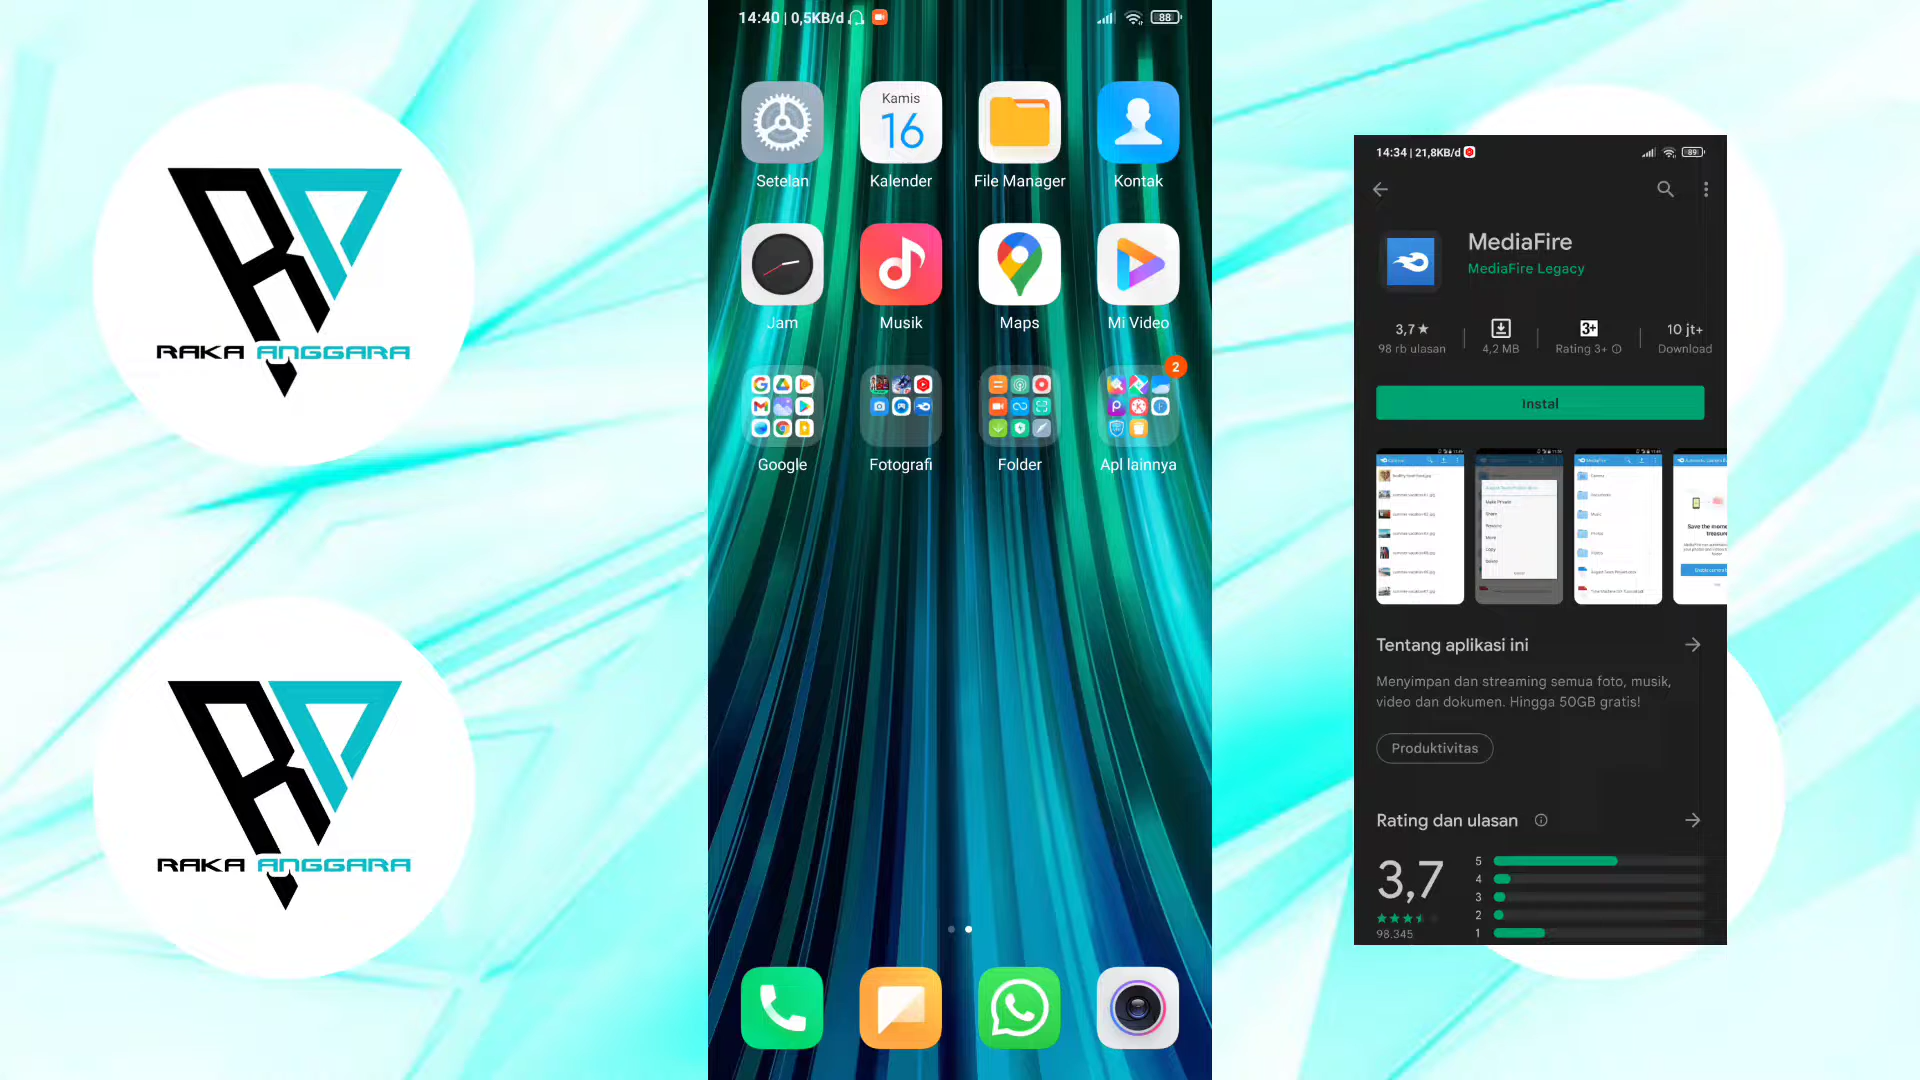 RAKA ANGGARA
RAKA ANGGARA
14:40 | 0,5KB/d
88
Kamis
16
Setelan
Kalender
File Manager
Kontak
Jam
Musik
Maps
Mi Video
2
Google
Fotografi
Folder
Apl lainnya
14:34 | 21,8KB/d
89
MediaFire
MediaFire Legacy
3,7★
98 rb ulasan
4,2 MB
3+
Rating 3+
10 jt+
Download
Instal
Tentang aplikasi ini
Menyimpan dan streaming semua foto, musik,
video dan dokumen. Hingga 50GB gratis!
Produktivitas
Rating dan ulasan
3,7
98.345
5
4
3
2
1